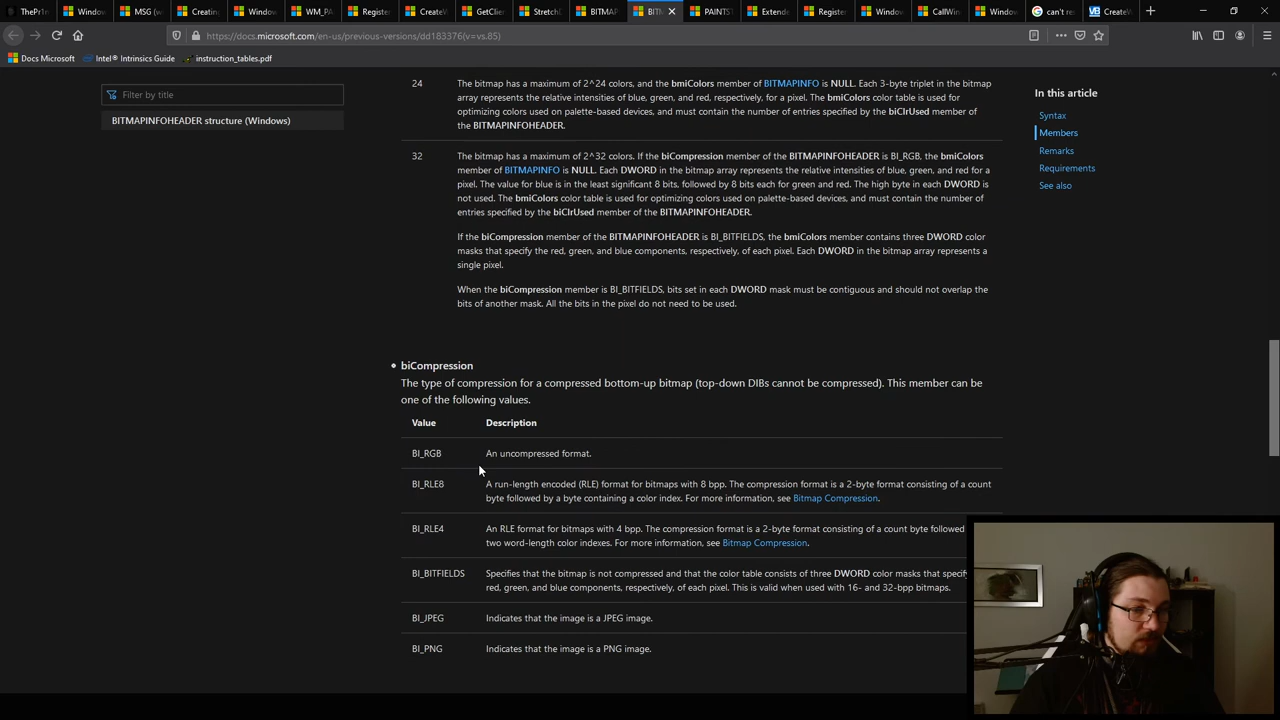 ThePr1n
Windo
MSG (w
Creatin
Windo
WM_PA
Register
CreateW
GetClie
StretchD
BITMAP
BITM
PAINTST
Extende
Register
Windo
CallWin
Window
can't re
CreateW
https://docs.microsoft.com/en-us/previous-versions/dd183376(v=vs.85)
Docs Microsoft
Intel® Intrinsics Guide
instruction_tables.pdf
Filter by title
BITMAPINFOHEADER structure (Windows)
24
The bitmap has a maximum of 2^24 colors, and the bmiColors member of BITMAPINFO is NULL. Each 3-byte triplet in the bitmap
array represents the relative intensities of blue, green, and red, respectively, for a pixel. The bmiColors color table is used for
optimizing colors used on palette-based devices, and must contain the number of entries specified by the biClrUsed member of
the BITMAPINFOHEADER.
32
The bitmap has a maximum of 2^32 colors. If the biCompression member of the BITMAPINFOHEADER is BI_RGB, the bmiColors
member of BITMAPINFO is NULL. Each DWORD in the bitmap array represents the relative intensities of blue, green, and red for a
pixel. The value for blue is in the least significant 8 bits, followed by 8 bits each for green and red. The high byte in each DWORD is
not used. The bmiColors color table is used for optimizing colors used on palette-based devices, and must contain the number of
entries specified by the biClrUsed member of the BITMAPINFOHEADER.
If the biCompression member of the BITMAPINFOHEADER is BI_BITFIELDS, the bmiColors member contains three DWORD color
masks that specify the red, green, and blue components, respectively, of each pixel. Each DWORD in the bitmap array represents a
single pixel.
When the biCompression member is BI_BITFIELDS, bits set in each DWORD mask must be contiguous and should not overlap the
bits of another mask. All the bits in the pixel do not need to be used.
biCompression
The type of compression for a compressed bottom-up bitmap (top-down DIBs cannot be compressed). This member can be
one of the following values.
Value Description
BI_RGB An uncompressed format.
BI_RLE8 A run-length encoded (RLE) format for bitmaps with 8 bpp. The compression format is a 2-byte format consisting of a count
byte followed by a byte containing a color index. For more information, see Bitmap Compression.
BI_RLE4 An RLE format for bitmaps with 4 bpp. The compression format is a 2-byte format consisting of a count byte followed
two word-length color indexes. For more information, see Bitmap Compression.
BI_BITFIELDS Specifies that the bitmap is not compressed and that the color table consists of three DWORD color masks that specify
red, green, and blue components, respectively, of each pixel. This is valid when used with 16- and 32-bpp bitmaps.
BI_JPEG Indicates that the image is a JPEG image.
BI_PNG Indicates that the image is a PNG image.
In this article
Syntax
Members
Remarks
Requirements
See also